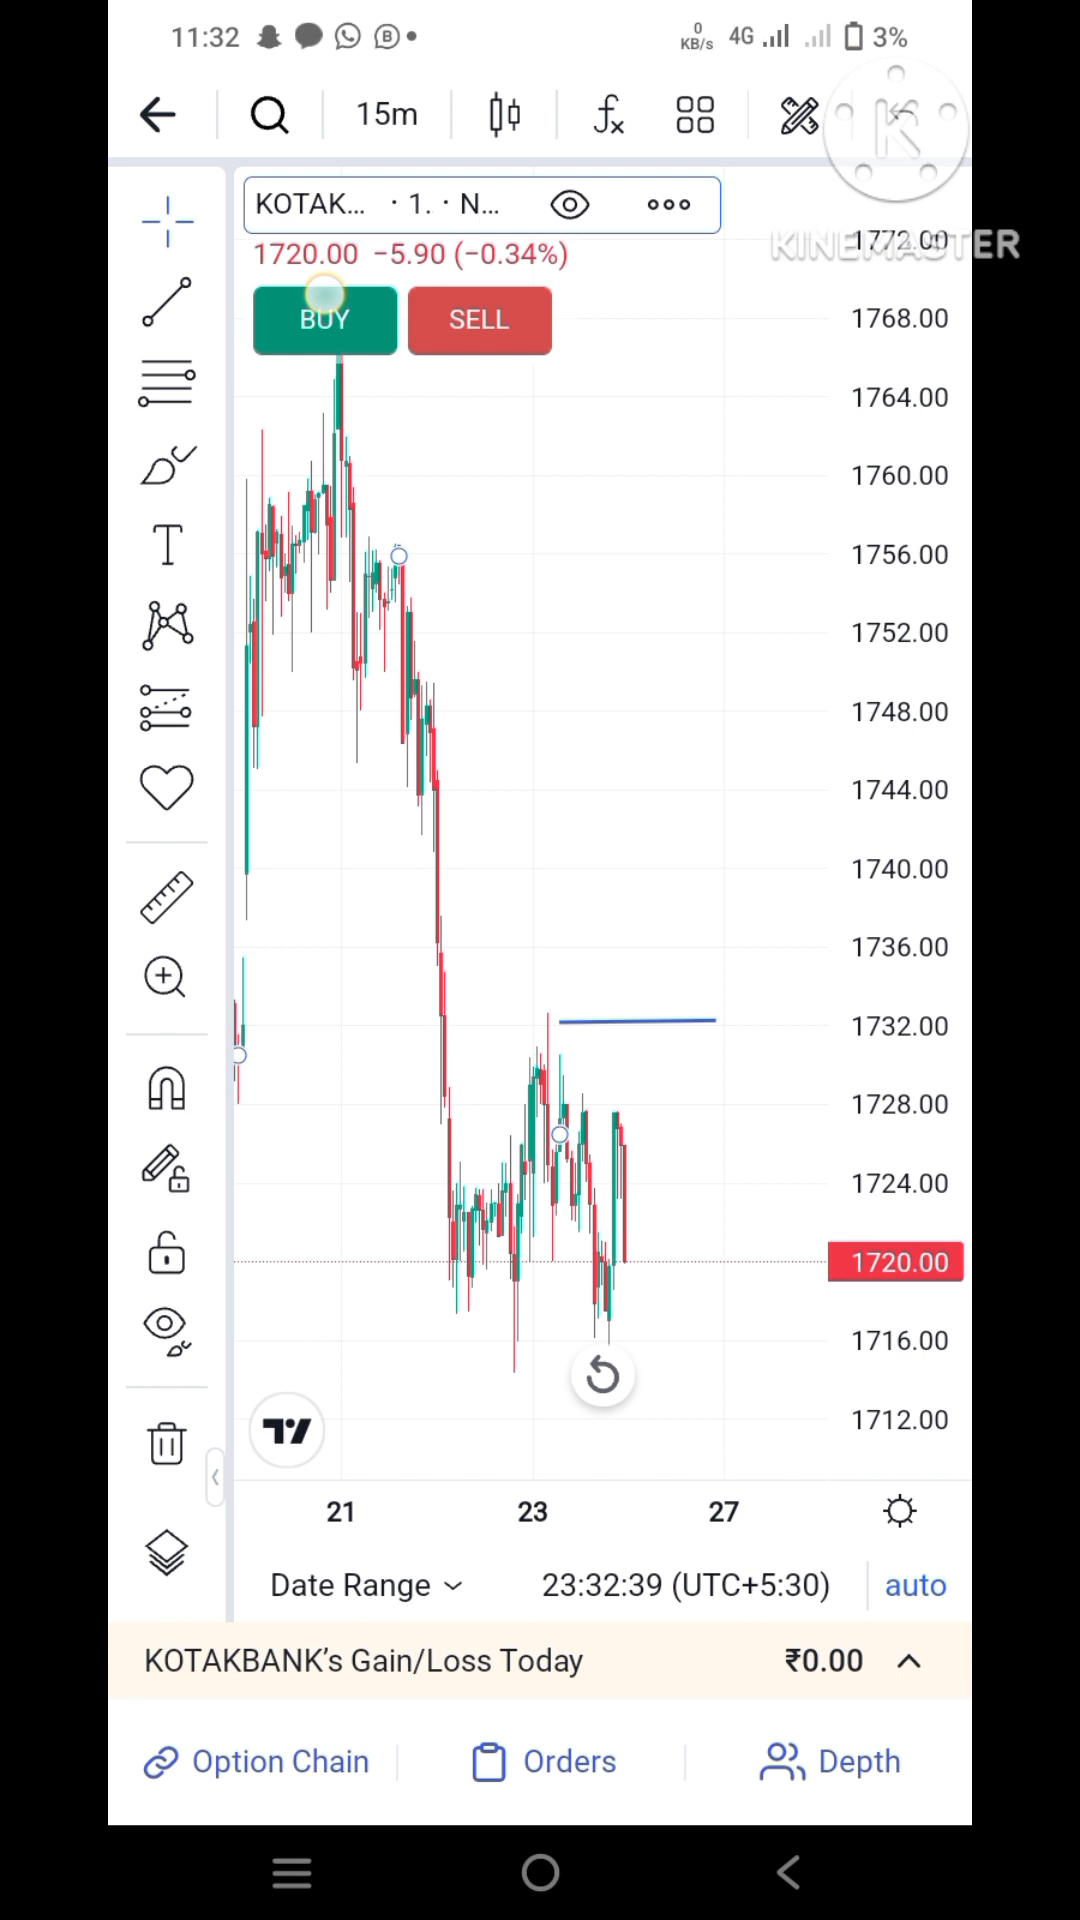 11:32 B 0 KB/s 4G 3%
15m fx K
KOTAK... · 1. · N...
KINEMASTER
1772.00
1720.00 −5.90 (−0.34%)
BUY SELL
1768.00
1764.00
1760.00
1756.00
T
1752.00
1748.00
1744.00
1740.00
1736.00
1732.00
1728.00
1724.00
1720.00
1716.00
1712.00
21 23 27
Date Range 23:32:39 (UTC+5:30) auto
KOTAKBANK’s Gain/Loss Today ₹0.00
Option Chain Orders Depth